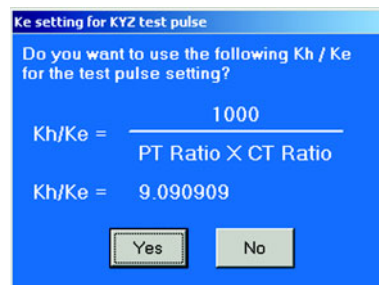 Ke setting for KYZ test pulse
Do you want to use the following Kh / Ke
for the test pulse setting?
1000
Kh/Ke =
PT Ratio X CT Ratio
Kh/Ke = 9.090909
Yes No